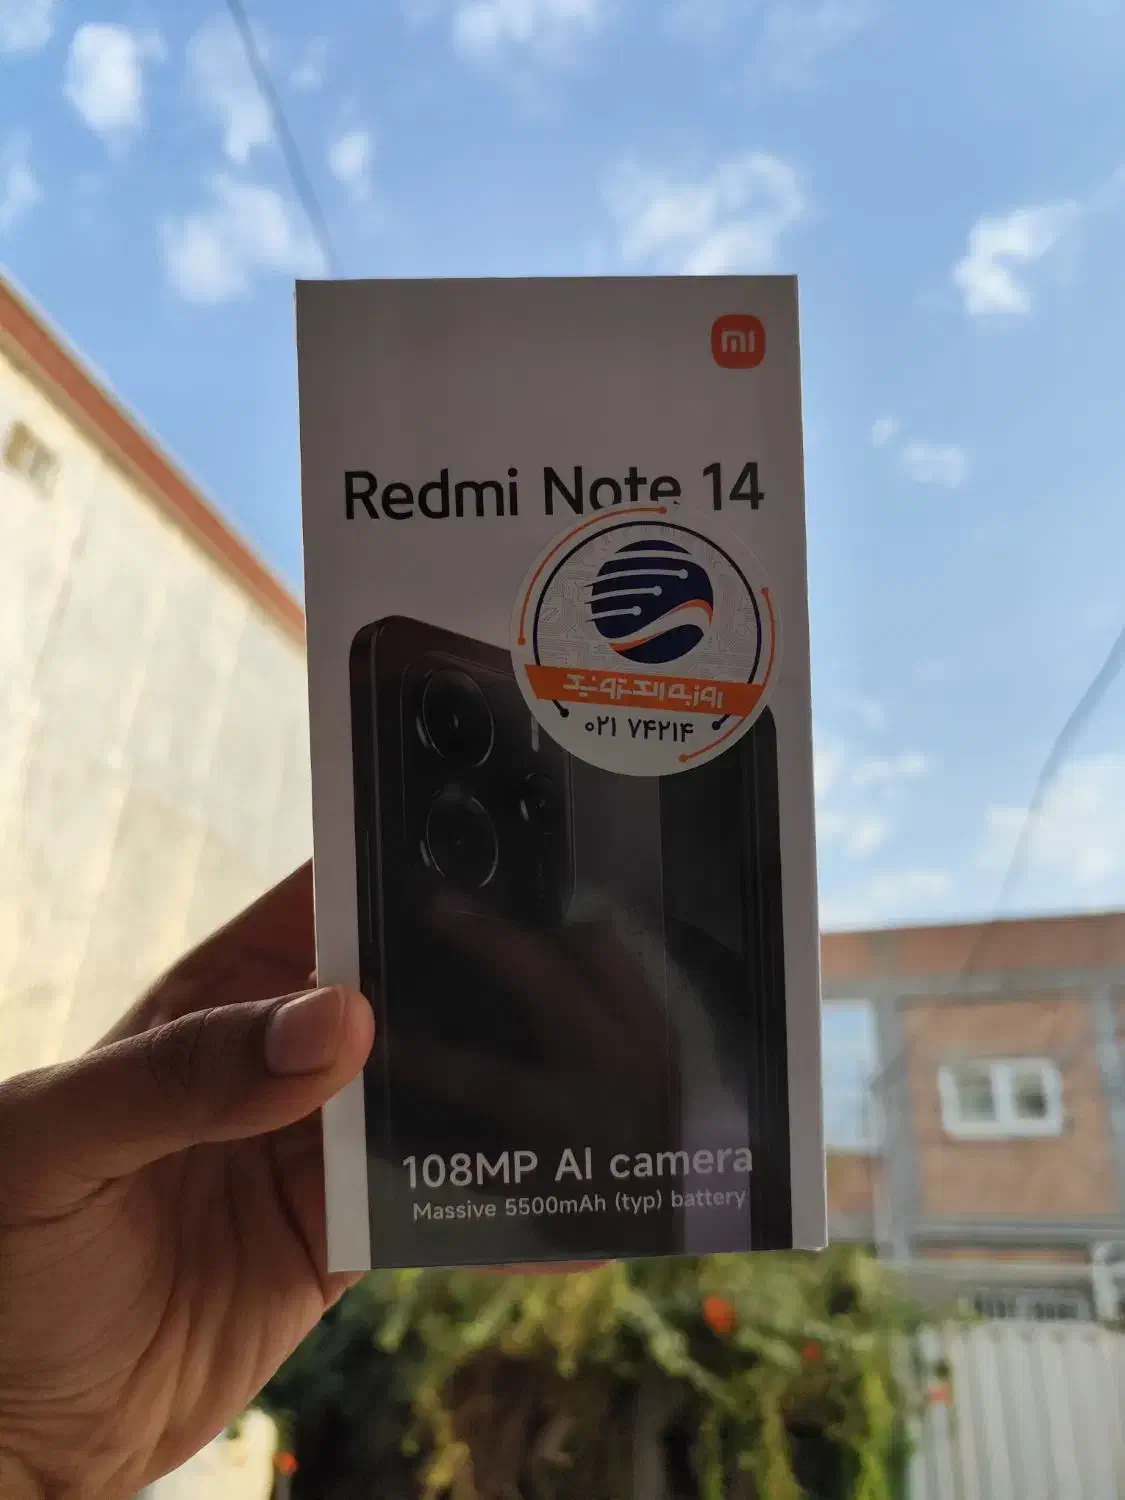 mi
Redmi Note 14
روزبه الکترونیک
۰۲۱ ۷۴۲۱۴
108MP AI camera
Massive 5500mAh (typ) battery